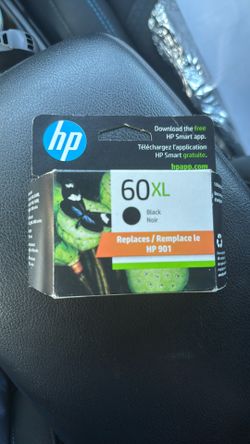 Download the free
HP Smart app.
Téléchargez l'application
HP Smart gratuite.
hpapp.com
hp
60XL
Black
Noir
Replaces / Remplace le
HP 901